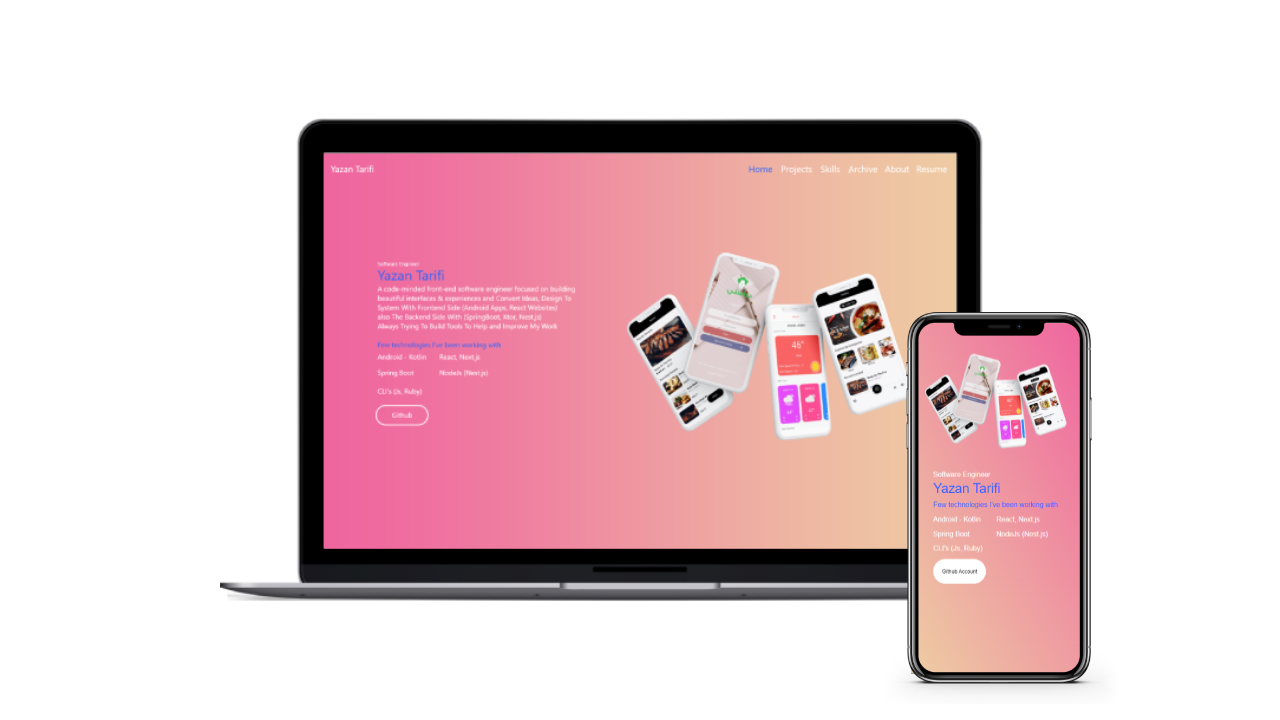 Yazan Tarifi
Home Projects Skills Archive About Resume
Software Engineer
Yazan Tarifi
A code-minded front-end software engineer focused on building
beautiful interfaces & experiences and Convert Ideas, Design To
System With Frontend Side (Android Apps, React Websites)
also The Backend Side With (SpringBoot, Ktor, Nest.js)
Always Trying To Build Tools To Help and Improve My Work
Few technologies I've been working with
Android - Kotlin React, Next.js
Spring Boot NodeJs (Nest.js)
CLI's (Js, Ruby)
Github
46°
Software Engineer
Yazan Tarifi
Few technologies I've been working with
Android - Kotlin React, Next.js
Spring Boot NodeJs (Nest.js)
CLI's (Js, Ruby)
Github Account